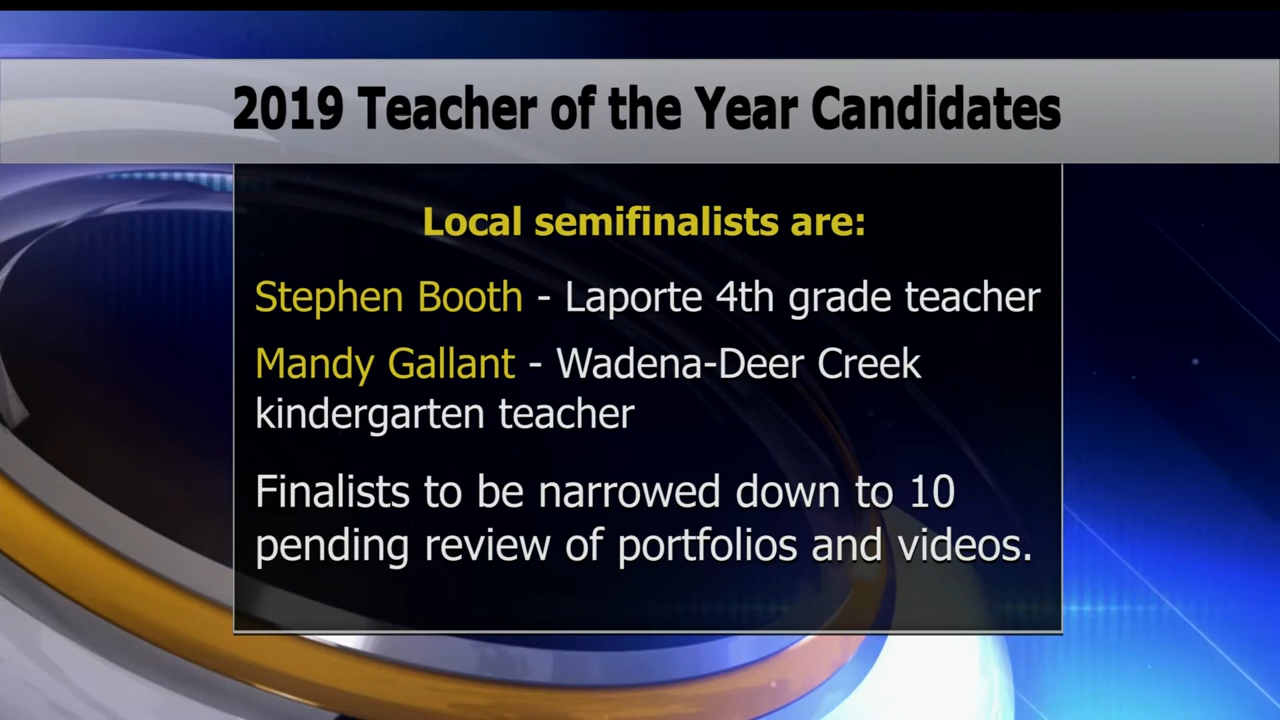 2019 Teacher of the Year Candidates
Local semifinalists are:
Stephen Booth - Laporte 4th grade teacher
Mandy Gallant - Wadena-Deer Creek
kindergarten teacher
Finalists to be narrowed down to 10
pending review of portfolios and videos.